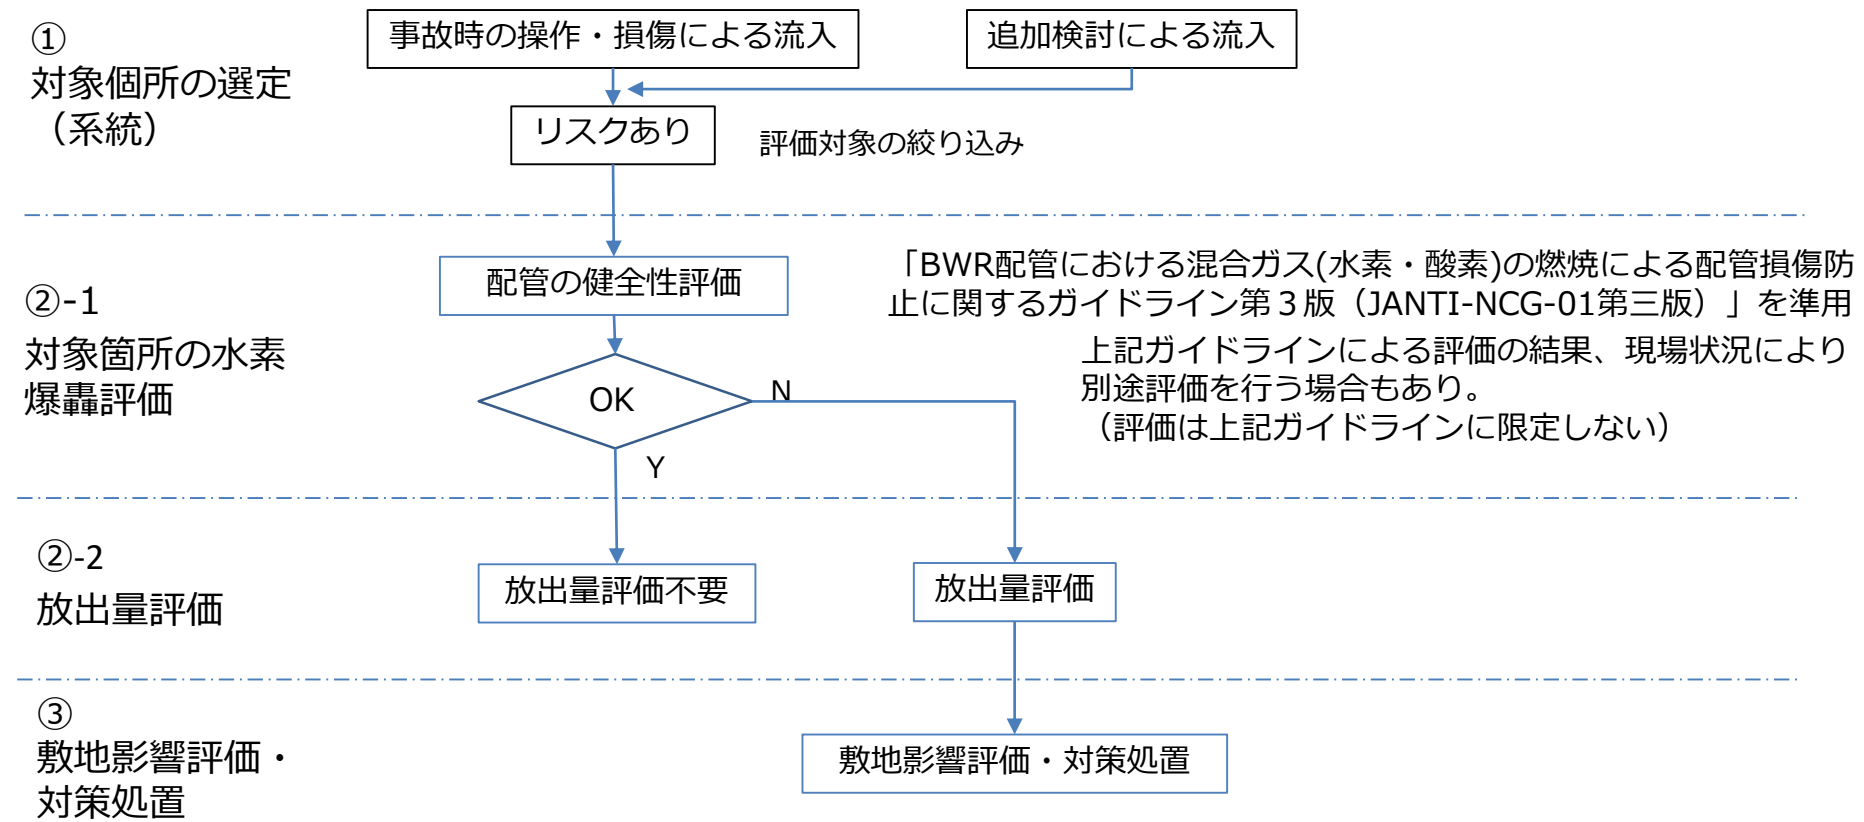 ①
対象個所の選定
（系統）
事故時の操作・損傷による流入
追加検討による流入
リスクあり
評価対象の絞り込み
②-1
対象箇所の水素
爆轟評価
配管の健全性評価
「BWR配管における混合ガス(水素・酸素)の燃焼による配管損傷防
止に関するガイドライン第３版（JANTI-NCG-01第三版）」を準用
上記ガイドラインによる評価の結果、現場状況により
別途評価を行う場合もあり。
（評価は上記ガイドラインに限定しない）
OK
N
Y
②-2
放出量評価
放出量評価不要
放出量評価
③
敷地影響評価・
対策処置
敷地影響評価・対策処置